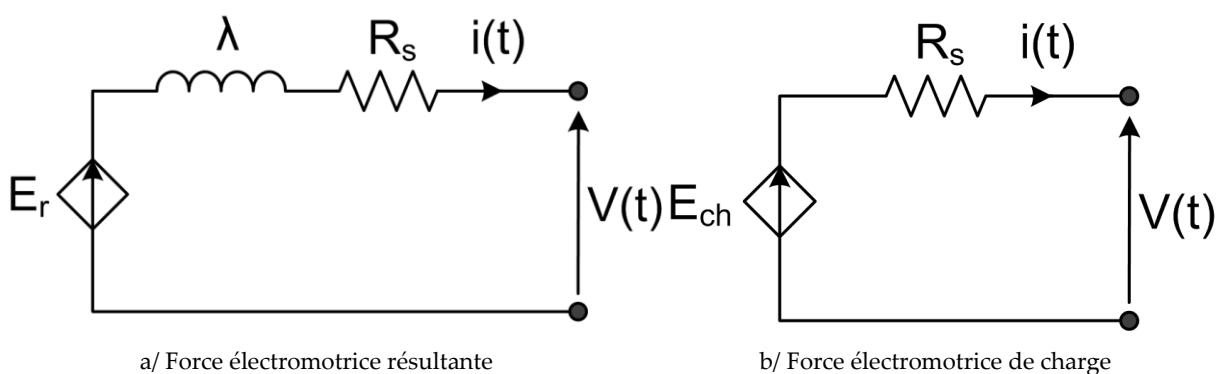 λ
Rs
i(t)
Er
V(t)
a/ Force électromotrice résultante
Rs
i(t)
Ech
V(t)
b/ Force électromotrice de charge